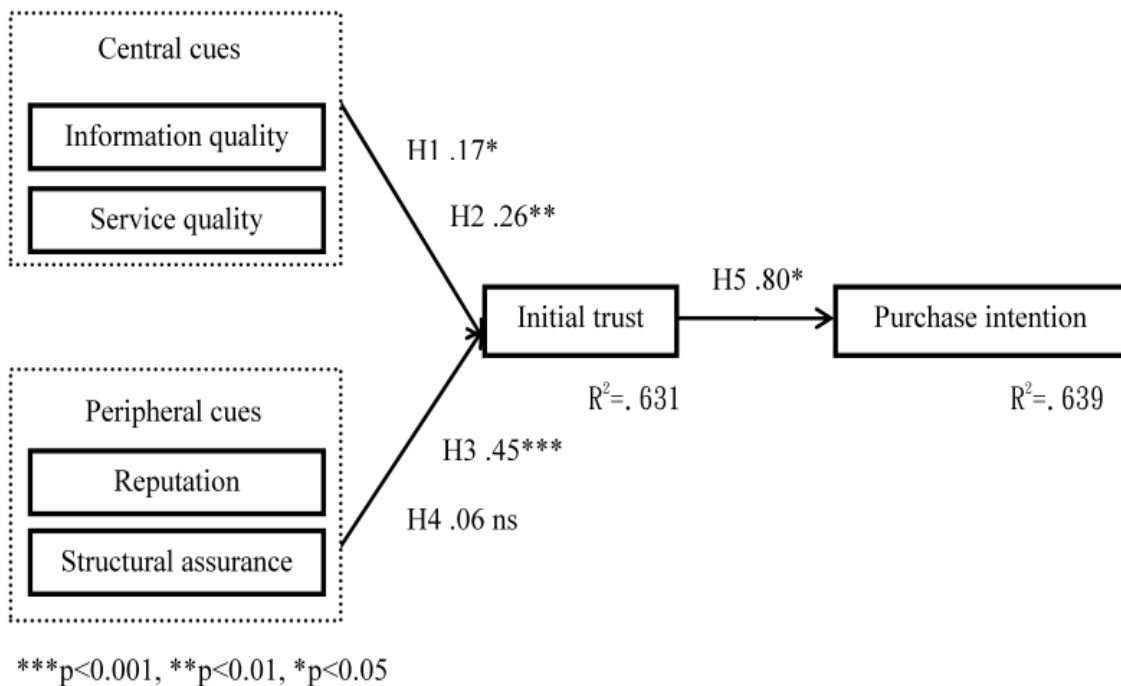 Central cues
Information quality
Service quality
H1 .17*
H2 .26**
H5 .80*
Initial trust
Purchase intention
R²=. 631
R²=. 639
Peripheral cues
Reputation
Structural assurance
H3 .45***
H4 .06 ns
***p<0.001, **p<0.01, *p<0.05